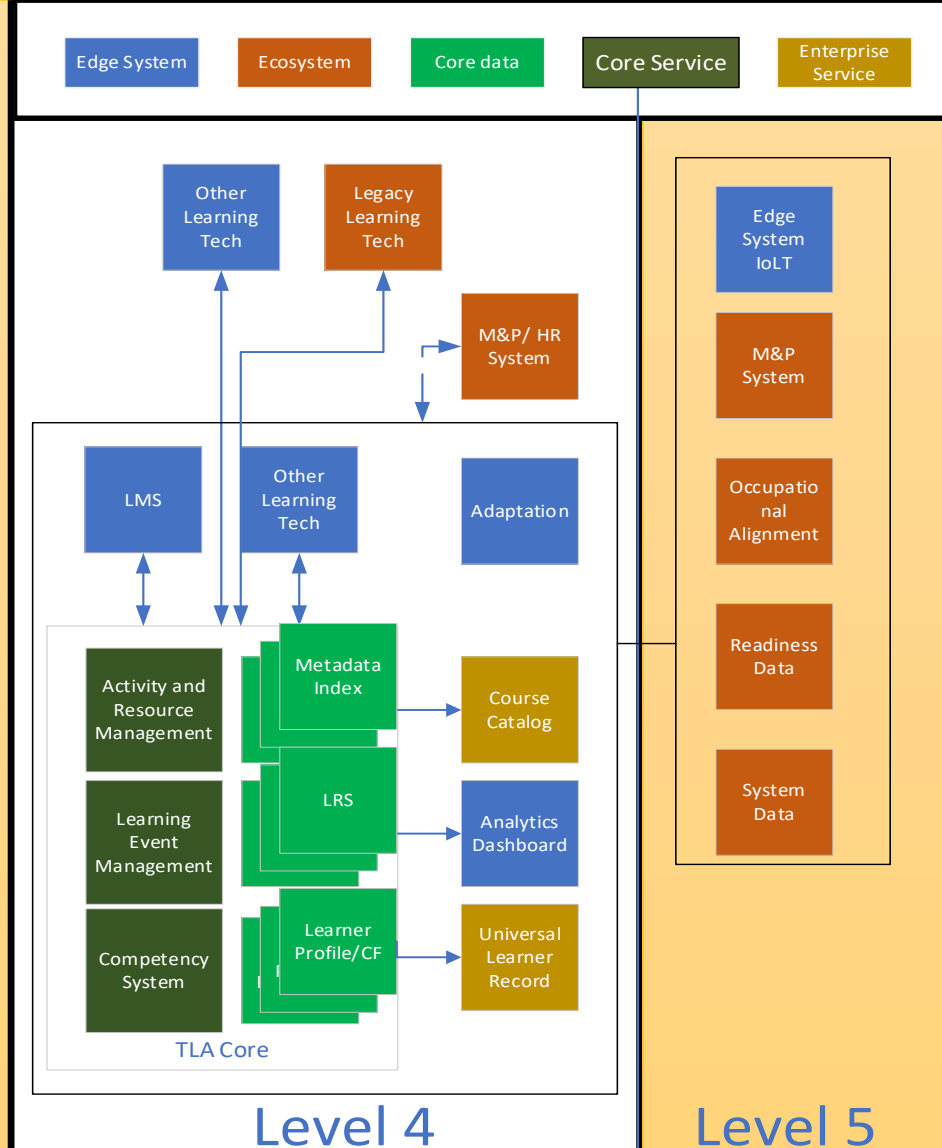 Edge System
Ecosystem
Core data
Core Service
Enterprise
Service
Other
Learning
Tech
Legacy
Learning
Tech
M&P/ HR
System
LMS
Other
Learning
Tech
Adaptation
Activity and
Resource
Management
Metadata
Index
Course
Catalog
Learning
Event
Management
LRS
Analytics
Dashboard
Competency
System
Learner
Profile/CF
Universal
Learner
Record
TLA Core
Level 4
Edge
System
IoLT
M&P
System
Occupatio
nal
Alignment
Readiness
Data
System
Data
Level 5